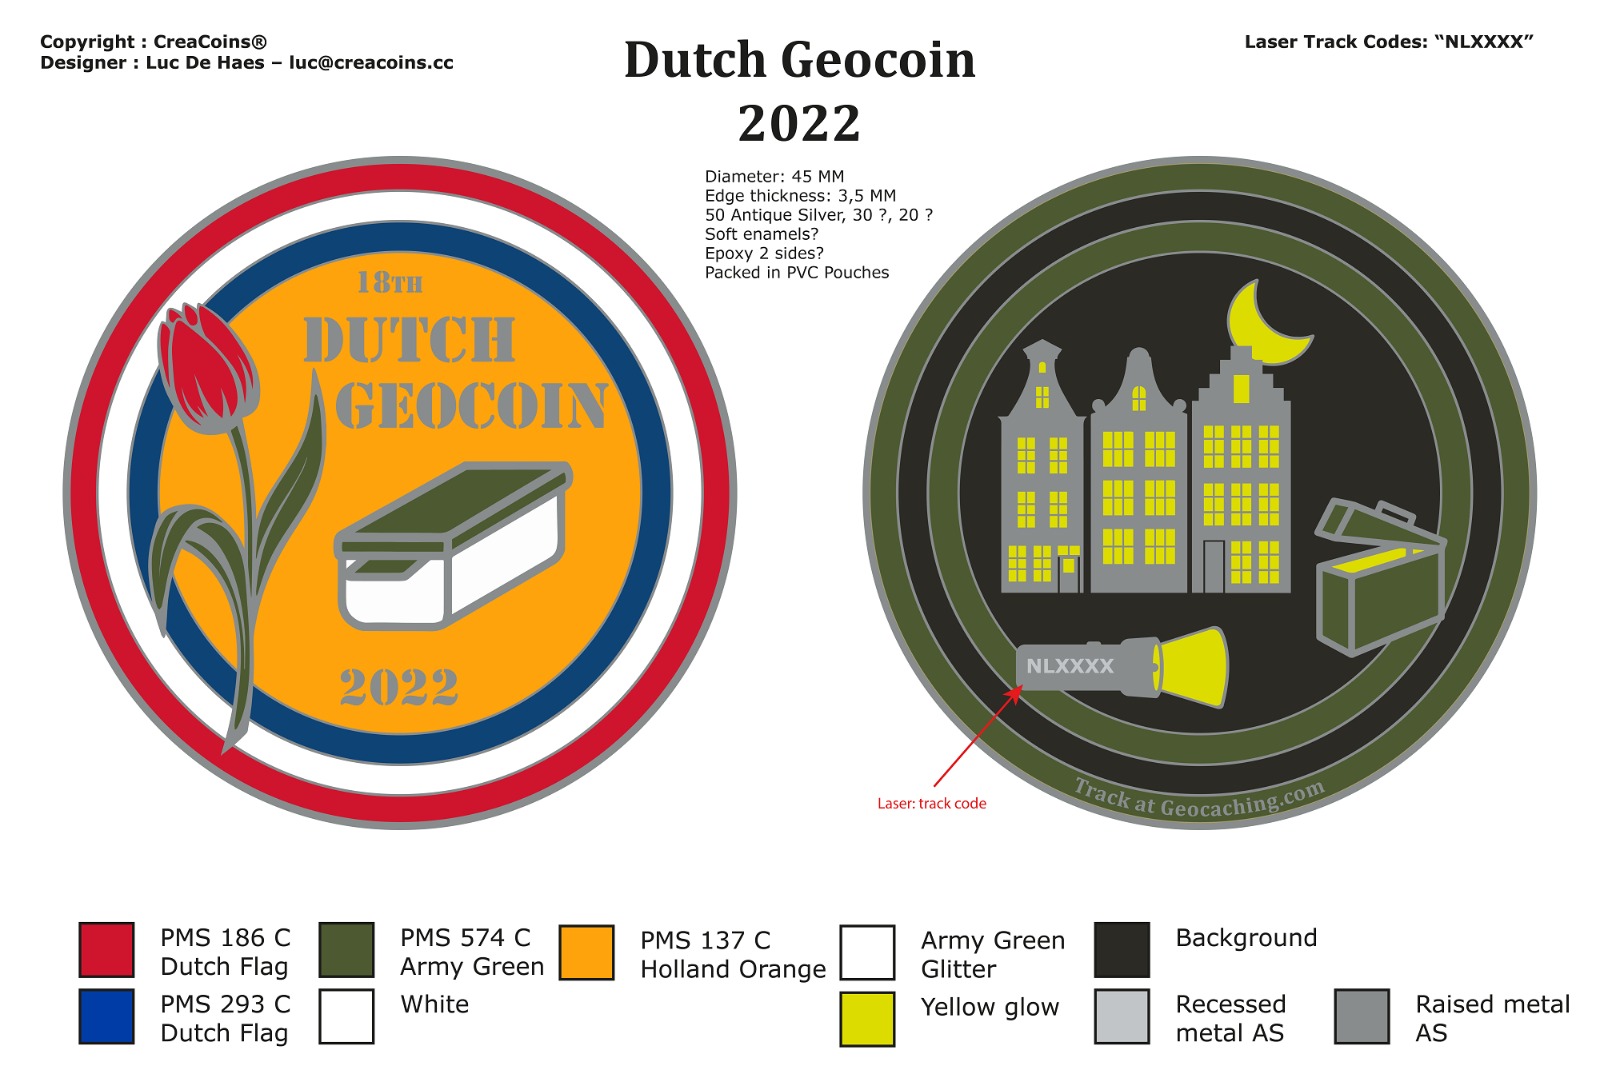 Copyright : CreaCoins®
Designer : Luc De Haes – luc@creacoins.cc
Dutch Geocoin
2022
Laser Track Codes: “NLXXXX”
Diameter: 45 MM
Edge thickness: 3,5 MM
50 Antique Silver, 30 ?, 20 ?
Soft enamels?
Epoxy 2 sides?
Packed in PVC Pouches
18TH
DUTCH
GEOCOIN
2022
NLXXXX
Laser: track code
Track at Geocaching.com
PMS 186 C
Dutch Flag
PMS 574 C
Army Green
PMS 137 C
Holland Orange
Army Green
Glitter
Background
PMS 293 C
Dutch Flag
White
Yellow glow
Recessed
metal AS
Raised metal
AS